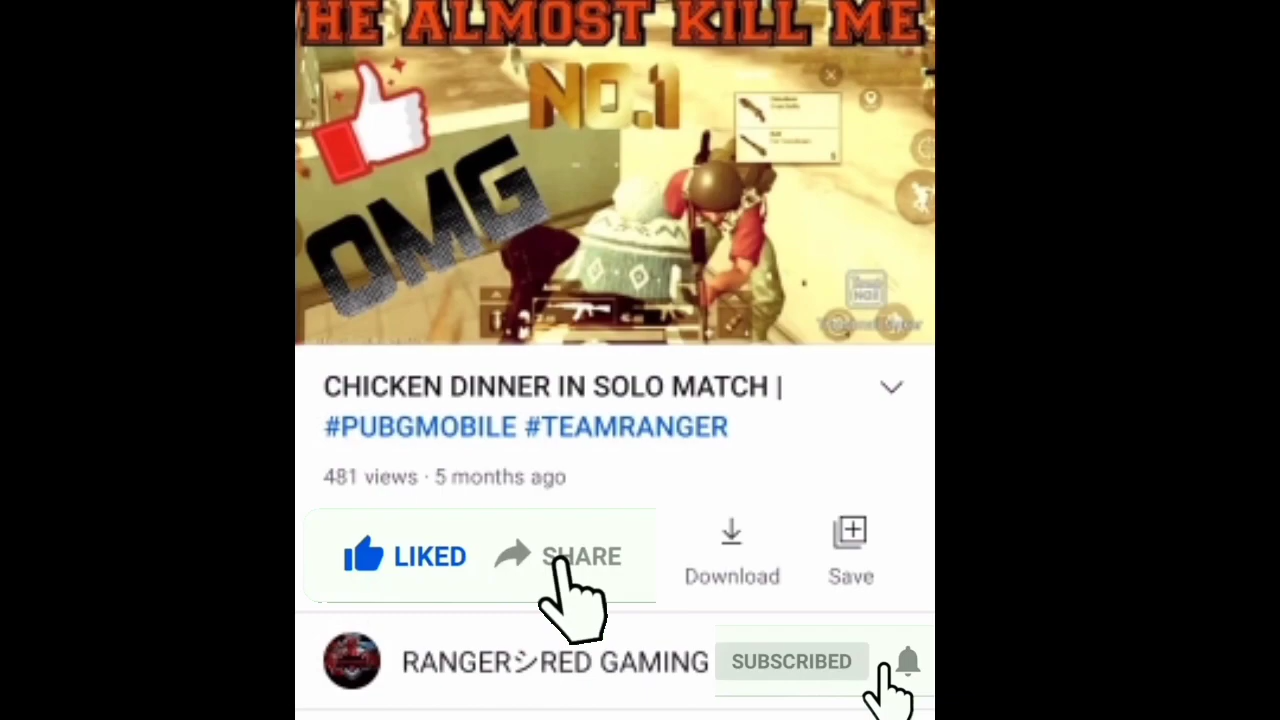 HE ALMOST KILL ME
NO.1
OMG
CHICKEN DINNER IN SOLO MATCH |
#PUBGMOBILE #TEAMRANGER
481 views · 5 months ago
LIKED
SHARE
Download
Save
RANGERシRED GAMING
SUBSCRIBED